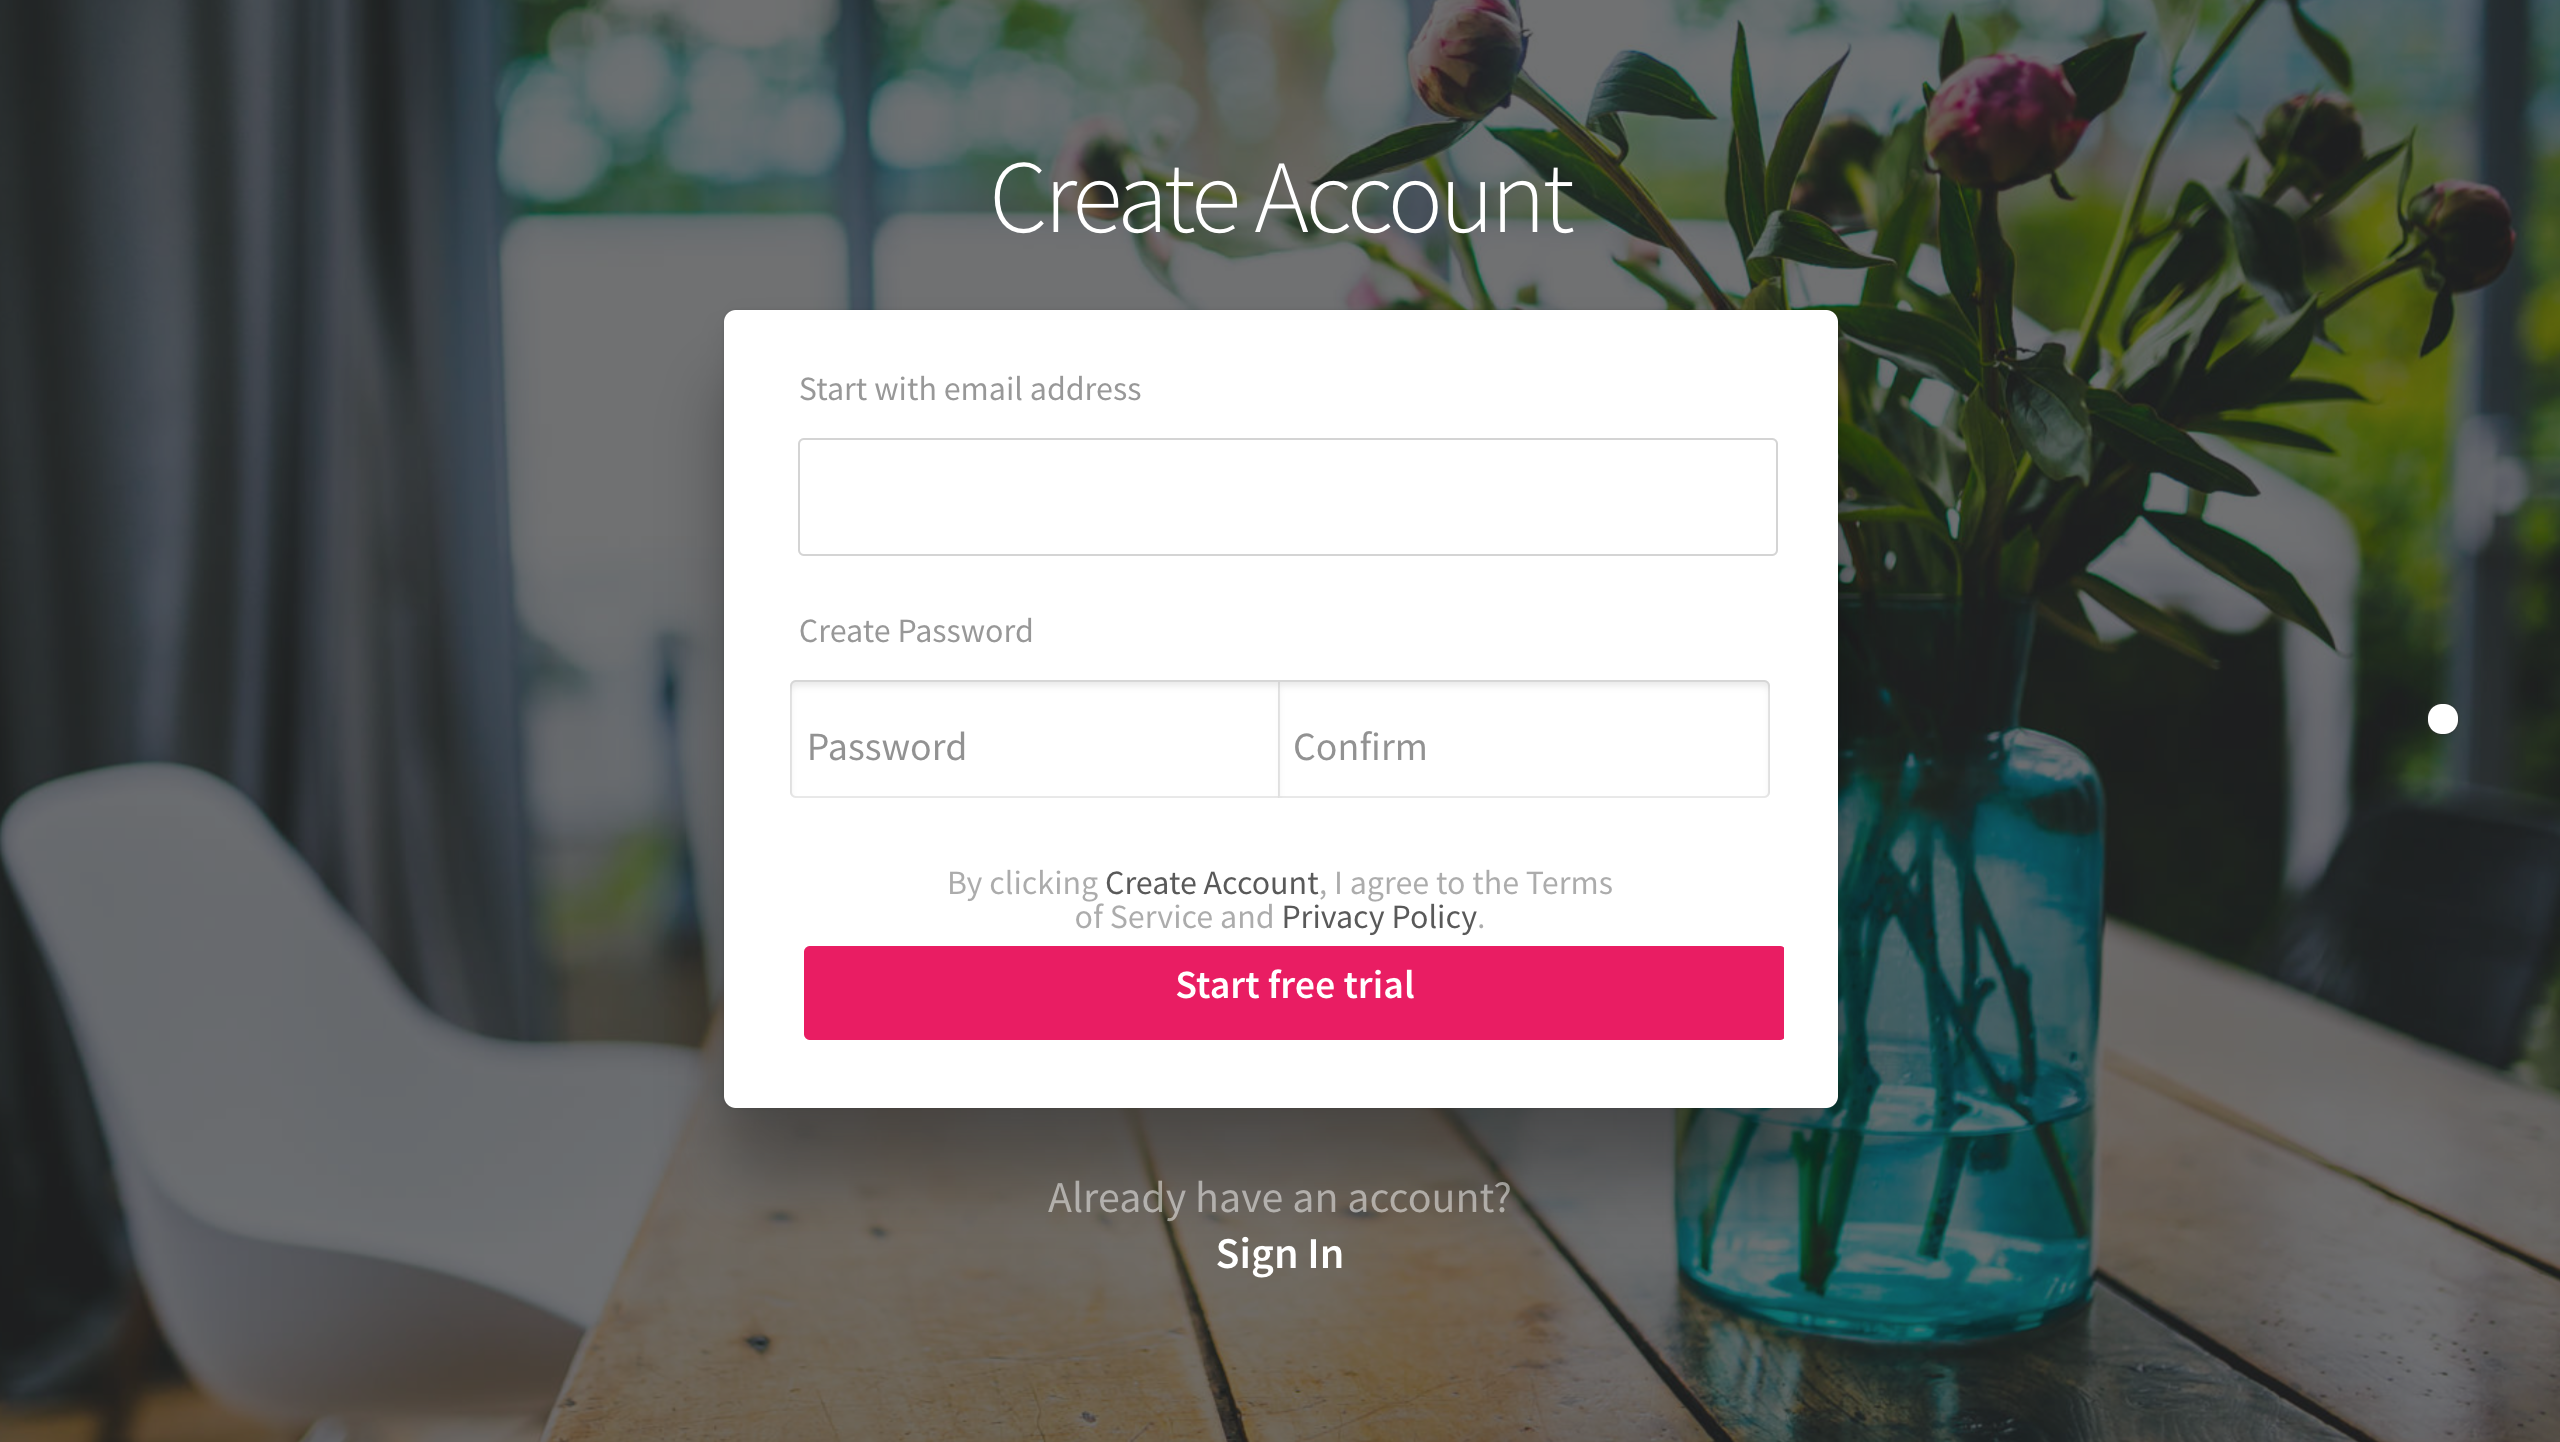 Create Account
Start with email address
Create Password
Password
Confirm
By clicking Create Account, I agree to the Terms
of Service and Privacy Policy.
Start free trial
Already have an account?
Sign In